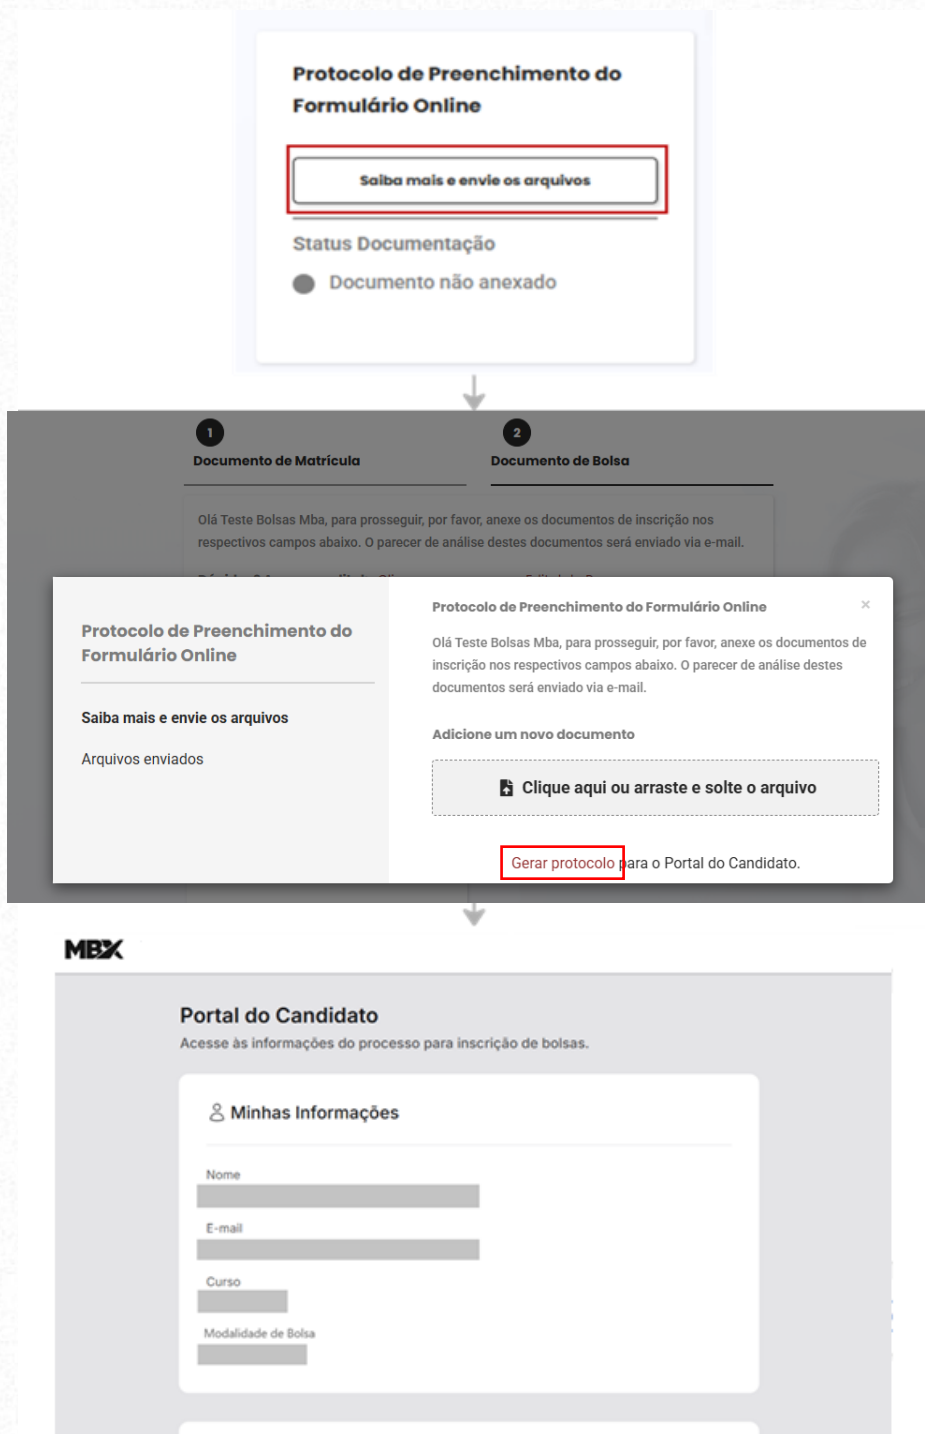 Protocolo de Preenchimento do
Formulário Online
Saiba mais e envie os arquivos
Status Documentação
Documento não anexado
1
2
Documento de Matrícula
Documento de Bolsa
Olá Teste Bolsas Mba, para prosseguir, por favor, anexe os documentos de inscrição nos
respectivos campos abaixo. O parecer de análise destes documentos será enviado via e-mail.
Protocolo de Preenchimento do
Formulário Online
Saiba mais e envie os arquivos
Arquivos enviados
Protocolo de Preenchimento do Formulário Online
×
Olá Teste Bolsas Mba, para prosseguir, por favor, anexe os documentos de
inscrição nos respectivos campos abaixo. O parecer de análise destes
documentos será enviado via e-mail.
Adicione um novo documento
Clique aqui ou arraste e solte o arquivo
Gerar protocolo para o Portal do Candidato.
MBX
Portal do Candidato
Acesse às informações do processo para inscrição de bolsas.
Minhas Informações
Nome
E-mail
Curso
Modalidade de Bolsa